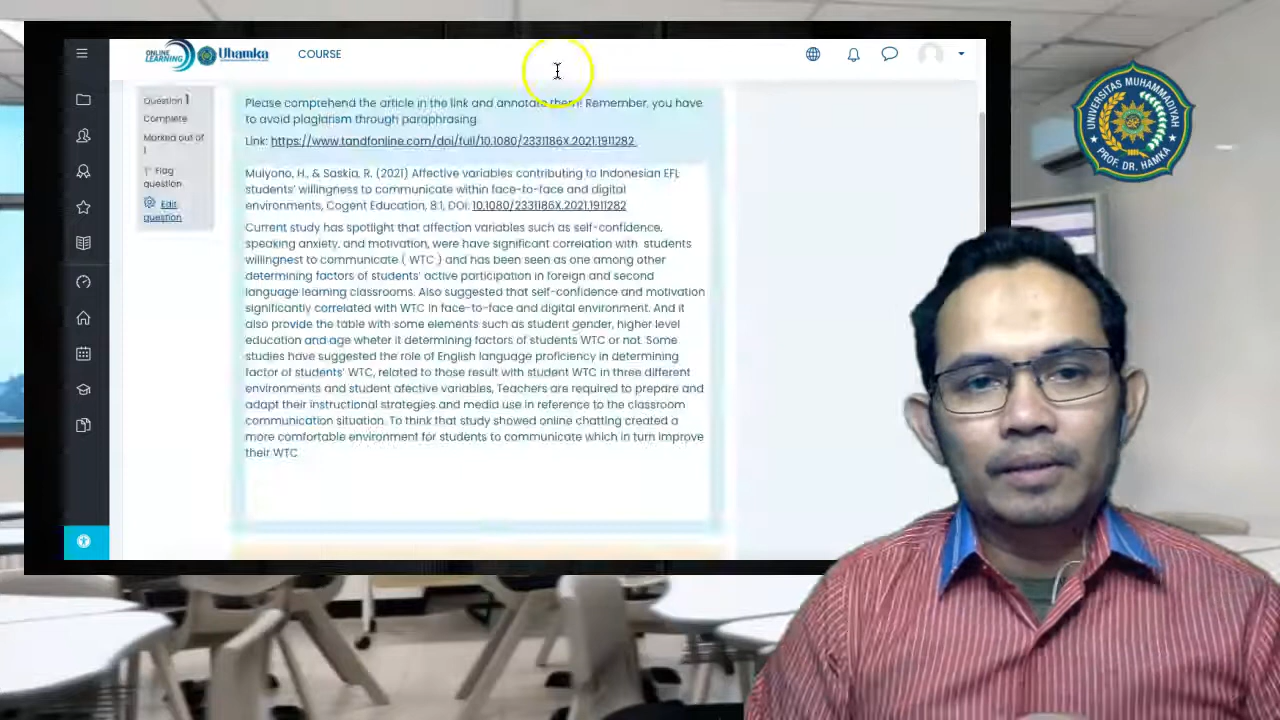 ONLINE LEARNING
Uhamka
COURSE
Question 1
Complete
Marked out of
1
Flag
question
Edit
question
Please comprehend the article in the link and annotate them! Remember, you have
to avoid plagiarism through paraphrasing.
Link: https://www.tandfonline.com/doi/full/10.1080/2331186X.2021.1911282
Mulyono, H., & Saskia, R. (2021) Affective variables contributing to Indonesian EFL
students' willingness to communicate within face-to-face and digital
environments, Cogent Education, 8:1, DOI: 10.1080/2331186X.2021.1911282
Current study has spotlight that affection variables such as self-confidence,
speaking anxiety, and motivation, were have significant correlation with students
willingnest to communicate ( WTC ) and has been seen as one among other
determining factors of students' active participation in foreign and second
language learning classrooms. Also suggested that self-confidence and motivation
significantly correlated with WTC in face-to-face and digital environment. And it
also provide the table with some elements such as student gender, higher level
education and age wheter it determining factors of students WTC or not. Some
studies have suggested the role of English language proficiency in determining
factor of students' WTC, related to those result with student WTC in three different
environments and student afective variables, Teachers are required to prepare and
adapt their instructional strategies and media use in reference to the classroom
communication situation. To think that study showed online chatting created a
more comfortable environment for students to communicate which in turn improve
their WTC
UNIVERSITAS MUHAMMADIYAH
PROF. DR. HAMKA